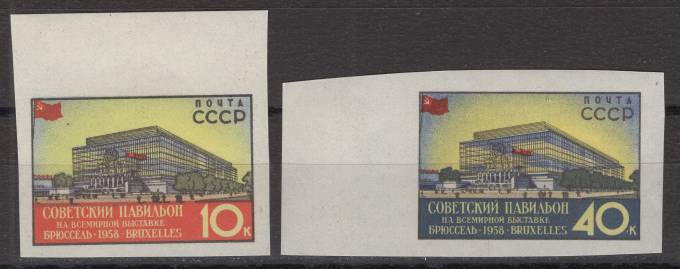 ПОЧТА
СССР
СОВЕТСКИЙ ПАВИЛЬОН
НА ВСЕМИРНОЙ ВЫСТАВКЕ
БРЮССЕЛЬ·1958·BRUXELLES
10 К
ПОЧТА
СССР
СОВЕТСКИЙ ПАВИЛЬОН
НА ВСЕМИРНОЙ ВЫСТАВКЕ
БРЮССЕЛЬ·1958·BRUXELLES
40 К